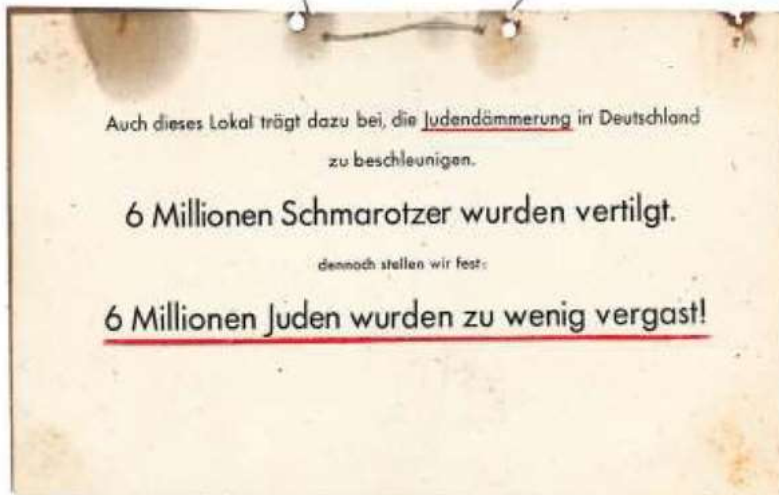 Auch dieses Lokal trägt dazu bei, die Judendämmerung in Deutschland
zu beschleunigen.
6 Millionen Schmarotzer wurden vertilgt.
dennoch stellen wir fest:
6 Millionen Juden wurden zu wenig vergast!